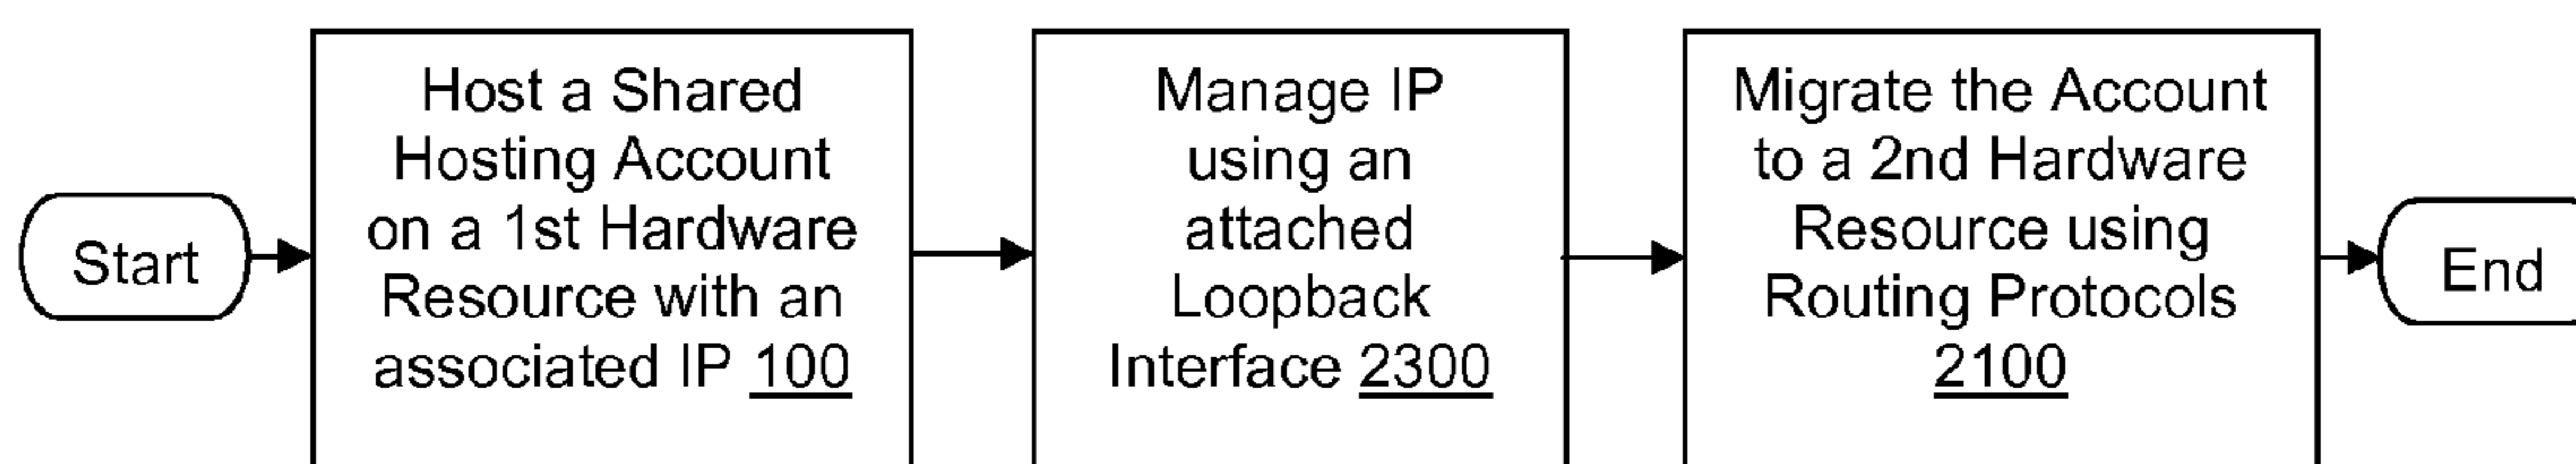 Start
Host a Shared
Hosting Account
on a 1st Hardware
Resource with an
associated IP 100
Manage IP
using an
attached
Loopback
Interface 2300
Migrate the Account
to a 2nd Hardware
Resource using
Routing Protocols
2100
End